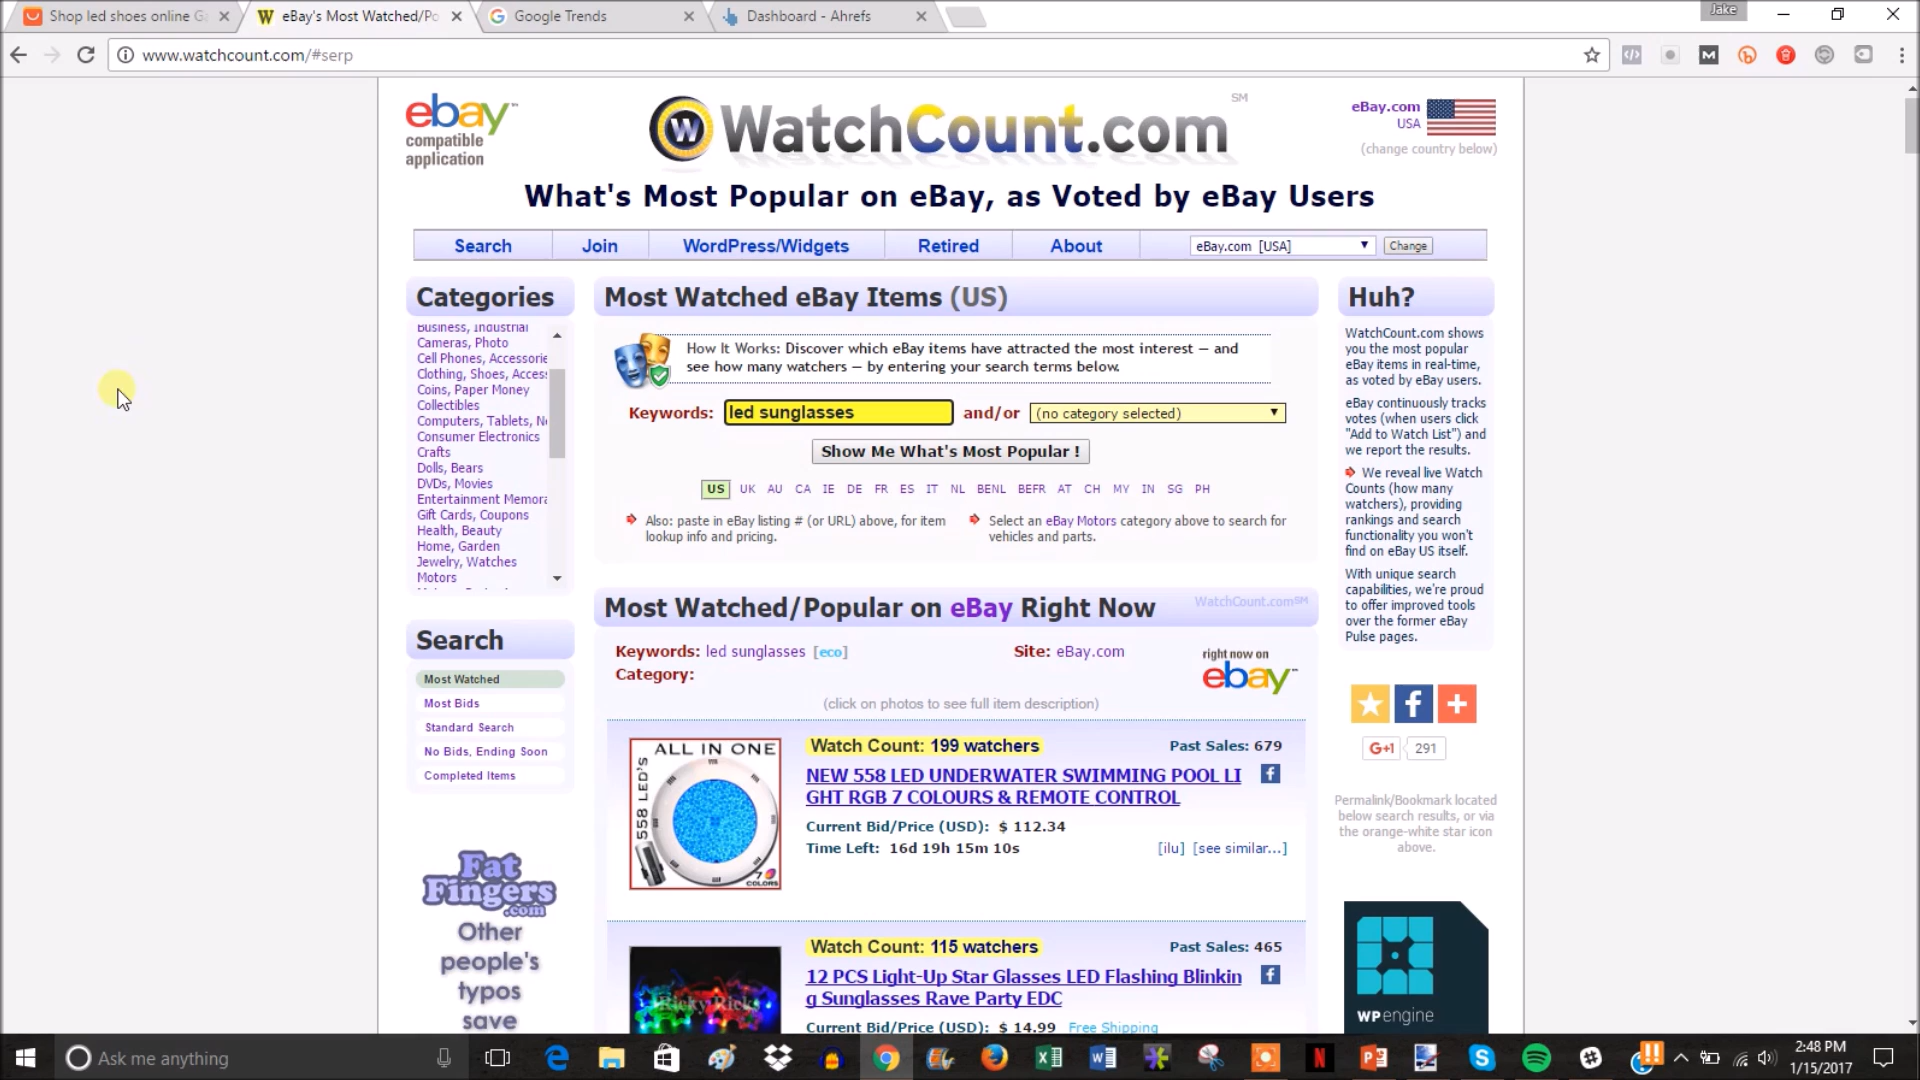 Shop led shoes online Ga
eBay's Most Watched/Po
Google Trends
Dashboard - Ahrefs
Jake
www.watchcount.com/#serp
ebay
compatible
application
WatchCount.com
SM
eBay.com
USA
(change country below)
What's Most Popular on eBay, as Voted by eBay Users
Search
Join
WordPress/Widgets
Retired
About
eBay.com [USA]
Change
Categories
Business, Industrial
Cameras, Photo
Cell Phones, Accessorie
Clothing, Shoes, Access
Coins, Paper Money
Collectibles
Computers, Tablets, Ne
Consumer Electronics
Crafts
Dolls, Bears
DVDs, Movies
Entertainment Memora
Gift Cards, Coupons
Health, Beauty
Home, Garden
Jewelry, Watches
Motors
Search
Most Watched
Most Bids
Standard Search
No Bids, Ending Soon
Completed Items
Fat
Fingers
.com
Other
people's
typos
save
Most Watched eBay Items (US)
How It Works: Discover which eBay items have attracted the most interest — and
see how many watchers — by entering your search terms below.
Keywords: led sunglasses and/or (no category selected)
Show Me What's Most Popular !
US UK AU CA IE DE FR ES IT NL BENL BEFR AT CH MY IN SG PH
Also: paste in eBay listing # (or URL) above, for item
lookup info and pricing.
Select an eBay Motors category above to search for
vehicles and parts.
Most Watched/Popular on eBay Right Now
WatchCount.comSM
Keywords: led sunglasses [eco]
Site: eBay.com
Category:
right now on
ebay
(click on photos to see full item description)
ALL IN ONE
558 LED'S
7
COLORS
Watch Count: 199 watchers
Past Sales: 679
NEW 558 LED UNDERWATER SWIMMING POOL LI
GHT RGB 7 COLOURS & REMOTE CONTROL
Current Bid/Price (USD): $ 112.34
Time Left: 16d 19h 15m 10s
[ilu] [see similar...]
Ricky Ricks
Watch Count: 115 watchers
Past Sales: 465
12 PCS Light-Up Star Glasses LED Flashing Blinkin
g Sunglasses Rave Party EDC
Current Bid/Price (USD): $ 14.99 Free Shipping
Huh?
WatchCount.com shows
you the most popular
eBay items in real-time,
as voted by eBay users.
eBay continuously tracks
votes (when users click
"Add to Watch List") and
we report the results.
We reveal live Watch
Counts (how many
watchers), providing
rankings and search
functionality you won't
find on eBay US itself.
With unique search
capabilities, we're proud
to offer improved tools
over the former eBay
Pulse pages.
G+1 291
Permalink/Bookmark located
below search results, or via
the orange-white star icon
above.
WPengine
Ask me anything
2:48 PM
1/15/2017